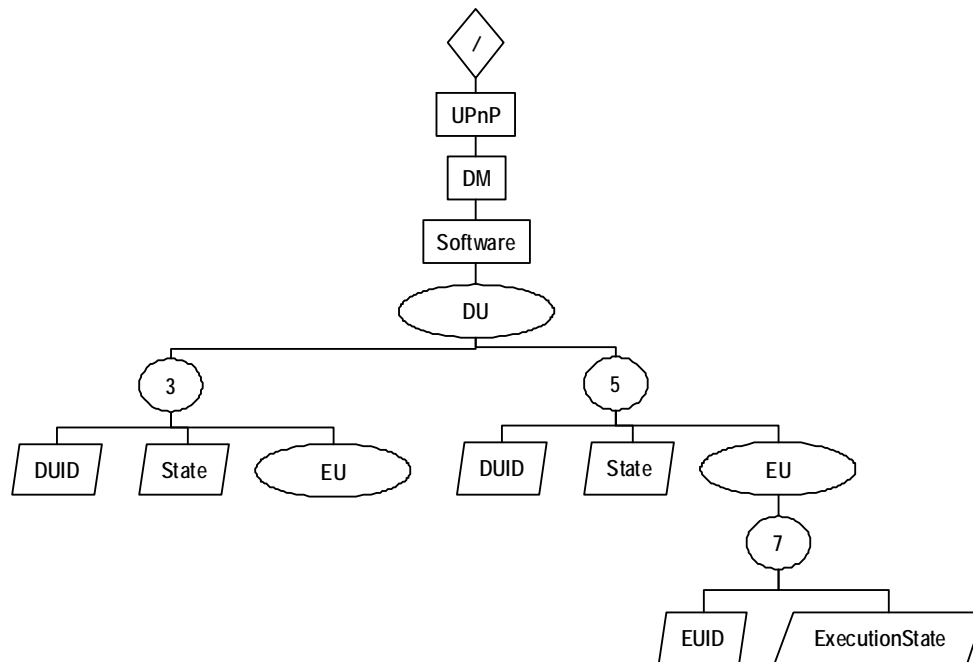 /
UPnP
DM
Software
DU
3
5
DUID
State
EU
DUID
State
EU
7
EUID
ExecutionState